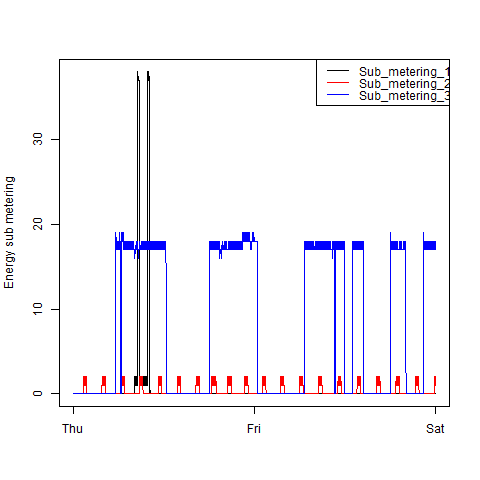 Sub_metering_1
Sub_metering_2
Sub_metering_3
Energy sub metering
30
20
10
0
Thu
Fri
Sat